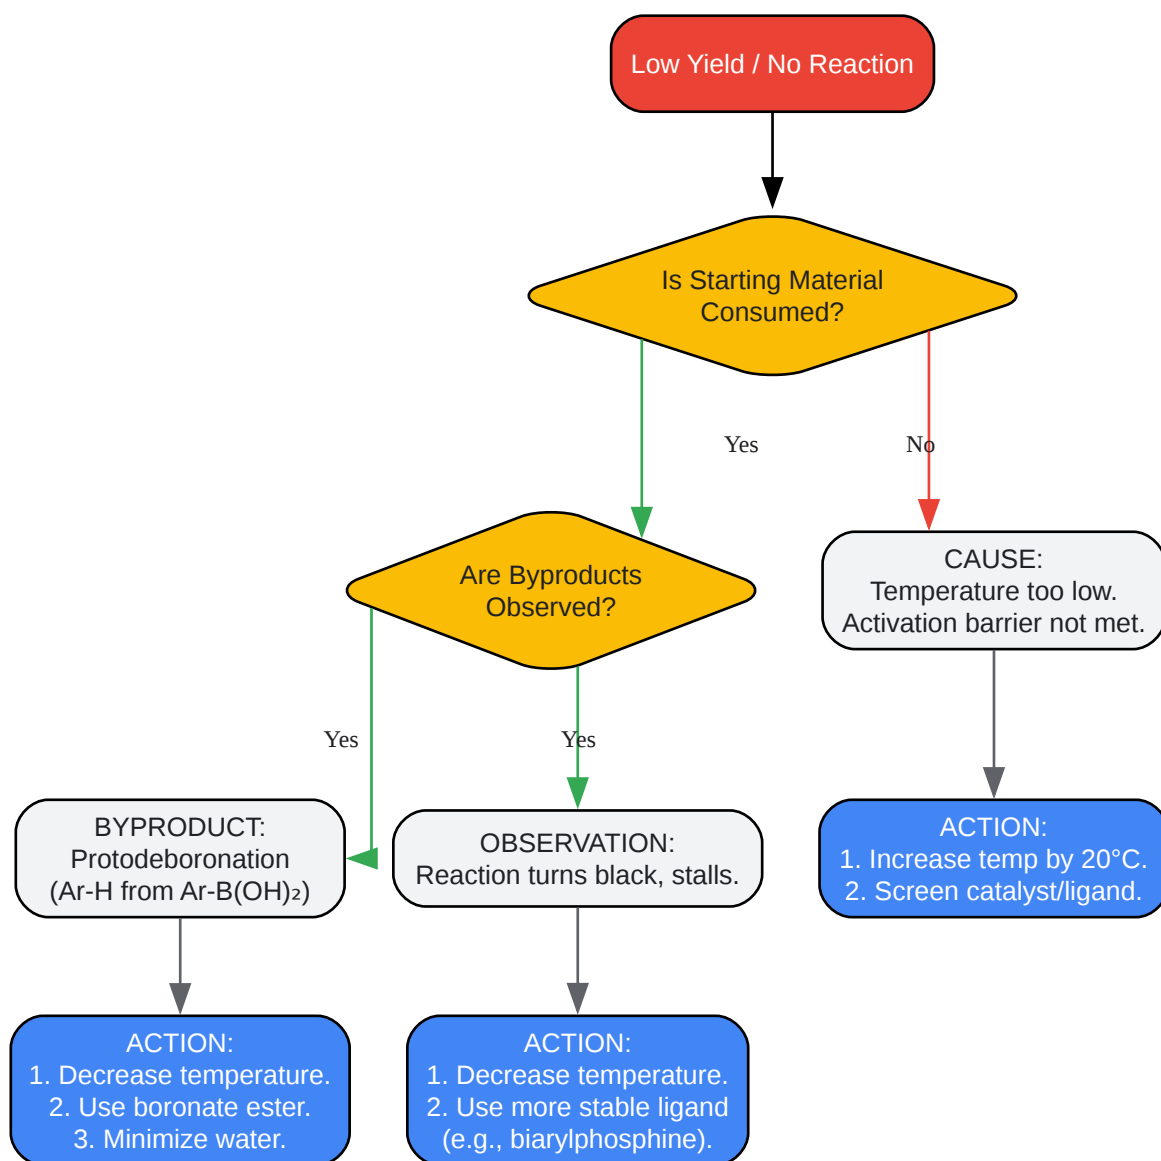 Low Yield / No Reaction
Is Starting Material
Consumed?
Yes
No
Are Byproducts
Observed?
CAUSE:
Temperature too low.
Activation barrier not met.
Yes
Yes
BYPRODUCT:
Protodeboronation
(Ar-H from Ar-B(OH)₂)
OBSERVATION:
Reaction turns black, stalls.
ACTION:
1. Increase temp by 20°C.
2. Screen catalyst/ligand.
ACTION:
1. Decrease temperature.
2. Use boronate ester.
3. Minimize water.
ACTION:
1. Decrease temperature.
2. Use more stable ligand
(e.g., biarylphosphine).